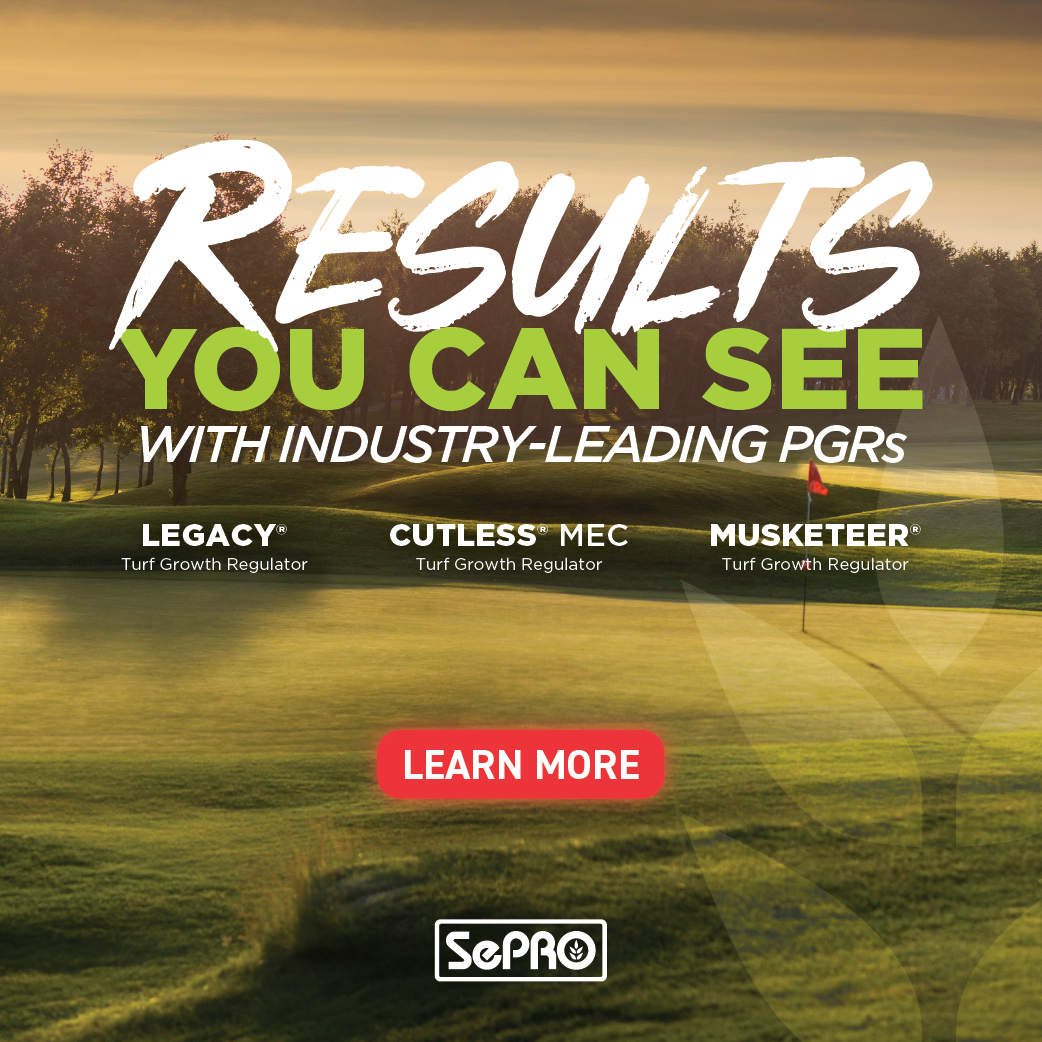 RESULTS
YOU CAN SEE
WITH INDUSTRY-LEADING PGRs
LEGACY® CUTLESS® MEC MUSKETEER®
Turf Growth Regulator Turf Growth Regulator Turf Growth Regulator
LEARN MORE
SePRO